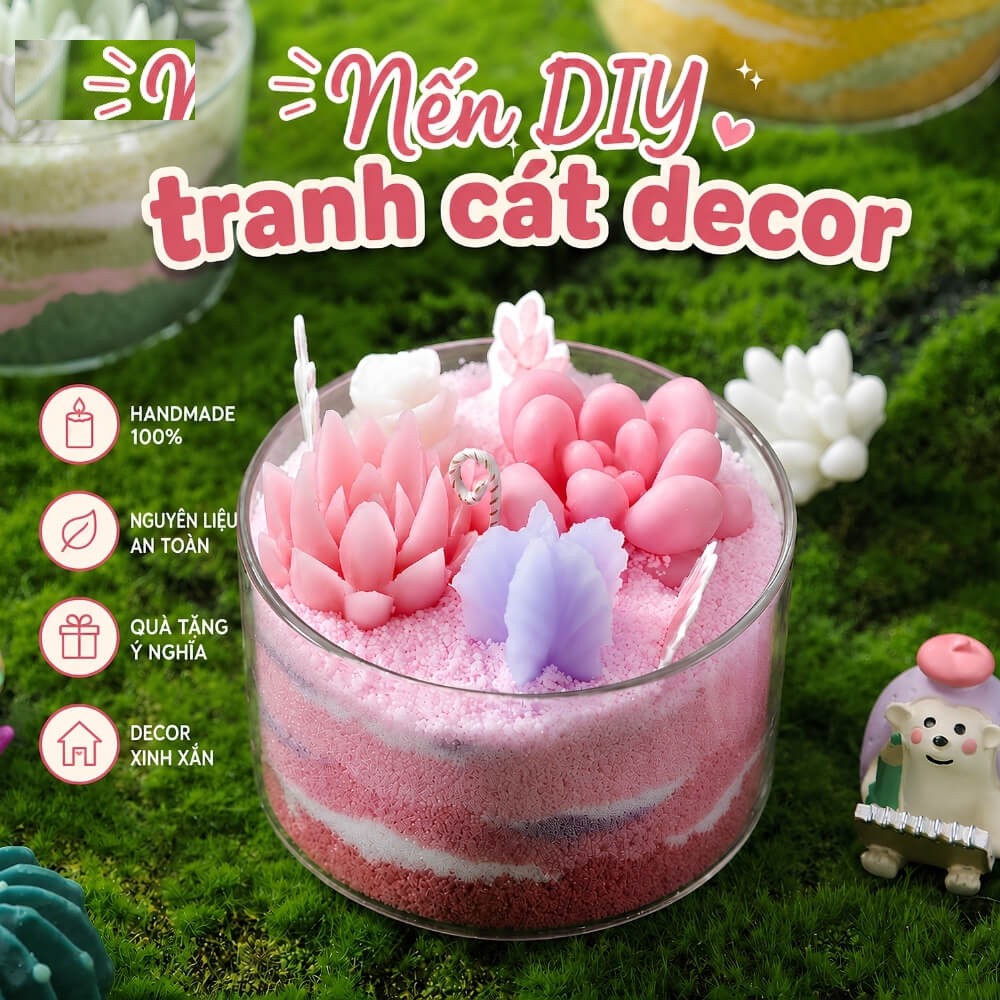 Nến DIY
tranh cát decor
HANDMADE
100%
NGUYÊN LIỆU
AN TOÀN
QUÀ TẶNG
Ý NGHĨA
DECOR
XINH XẮN